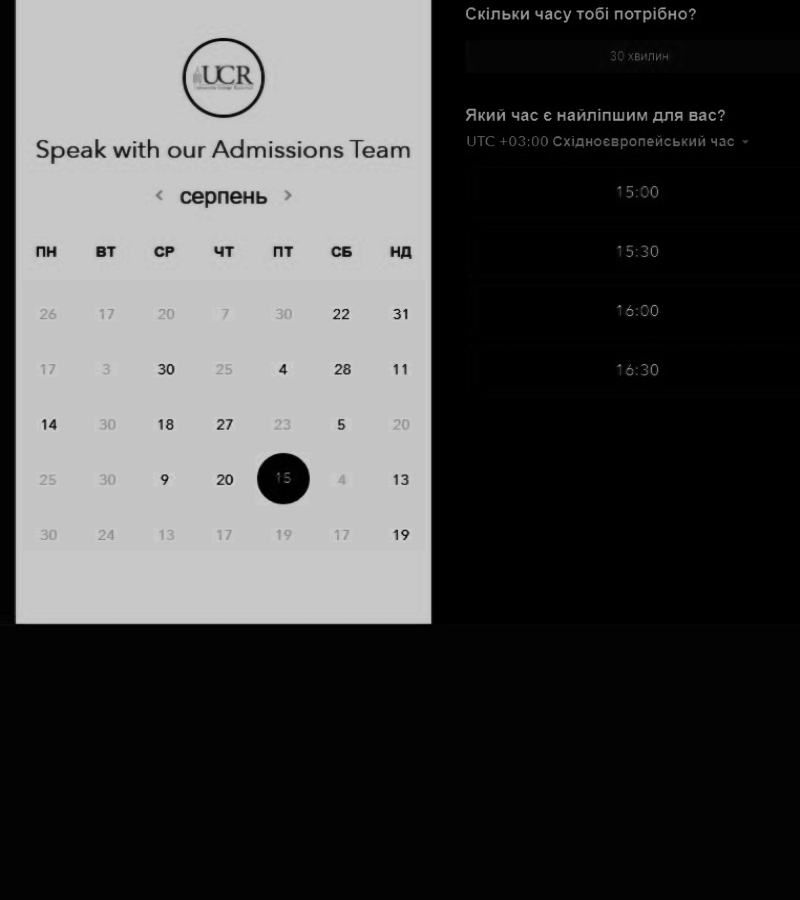 UCR
Speak with our Admissions Team
серпень
ПН ВТ СР ЧТ ПТ СБ НД
26 17 20 7 30 22 31
17 3 30 25 4 28 11
14 30 18 27 23 5 20
25 30 9 20 15 4 13
30 24 13 17 19 17 19
Скільки часу тобі потрібно?
30 хвилин
Який час є найліпшим для вас?
UTC +03:00 Східноєвропейський час
15:00
15:30
16:00
16:30